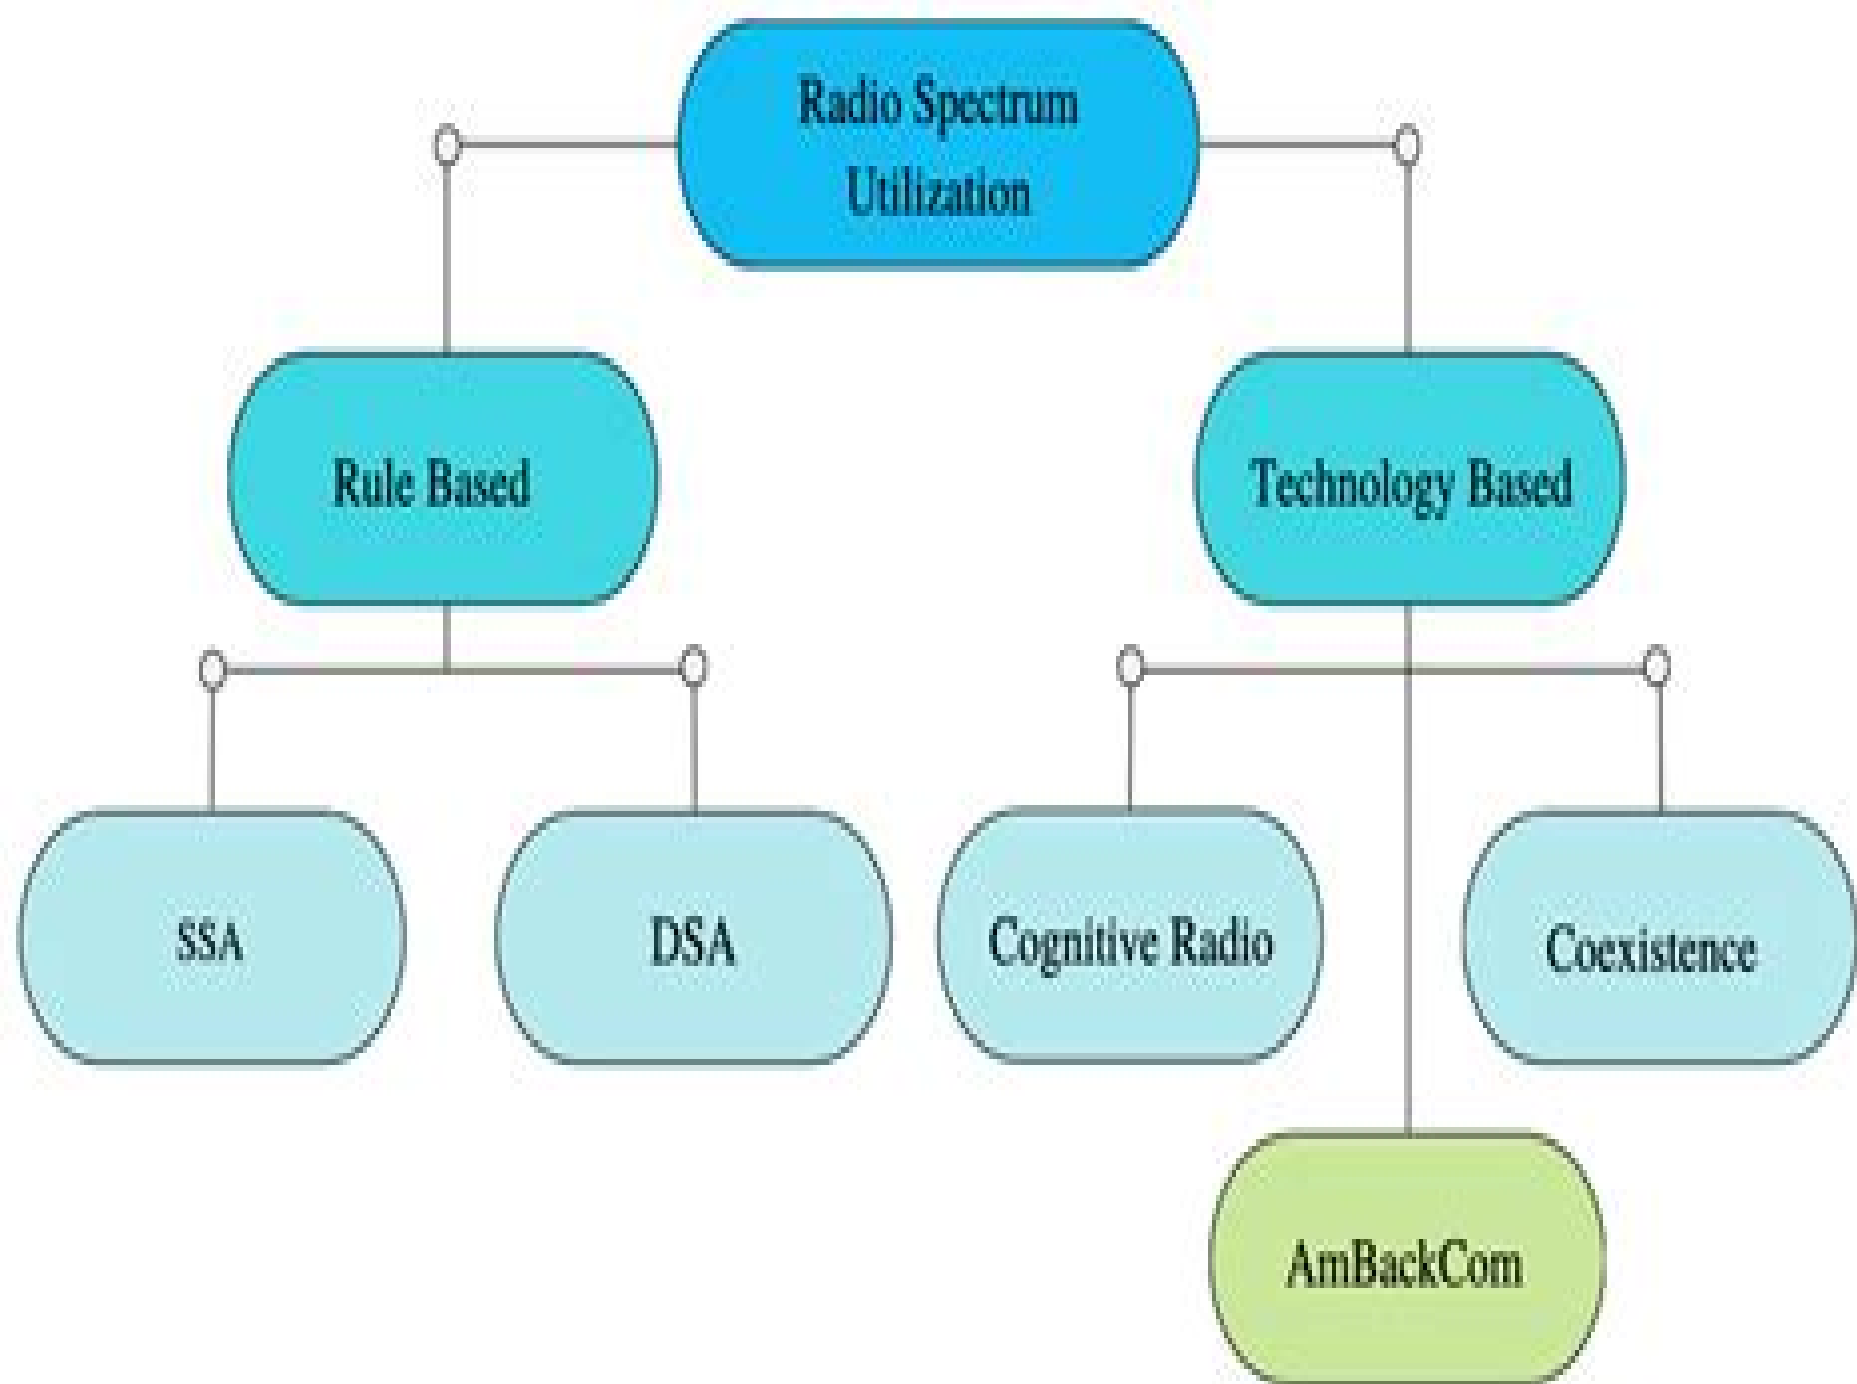 Radio Spectrum
Utilization
Rule Based
Technology Based
SSA
DSA
Cognitive Radio
Coexistence
AmBackCom